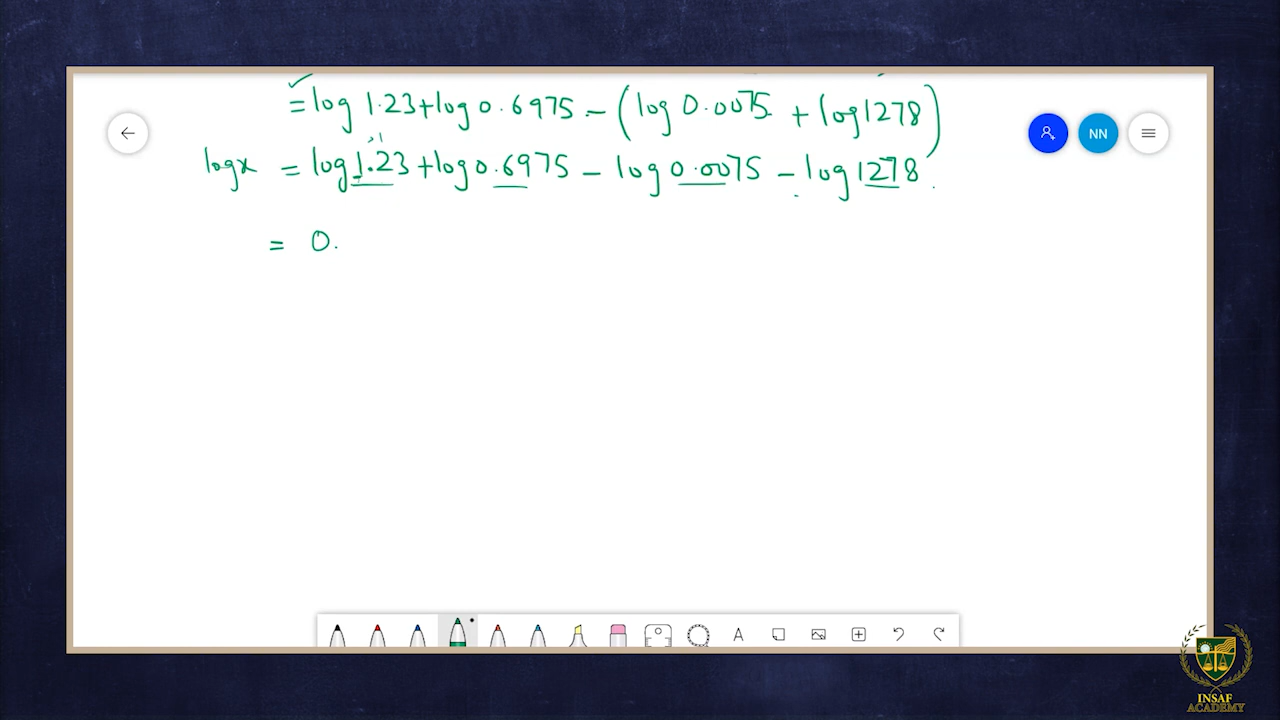 = log 1.23 + log 0.6975 - (log 0.0075 + log 1278)
log x = log 1.23 + log 0.6975 - log 0.0075 - log 1278
= 0.
NN
A
INSAF
ACADEMY